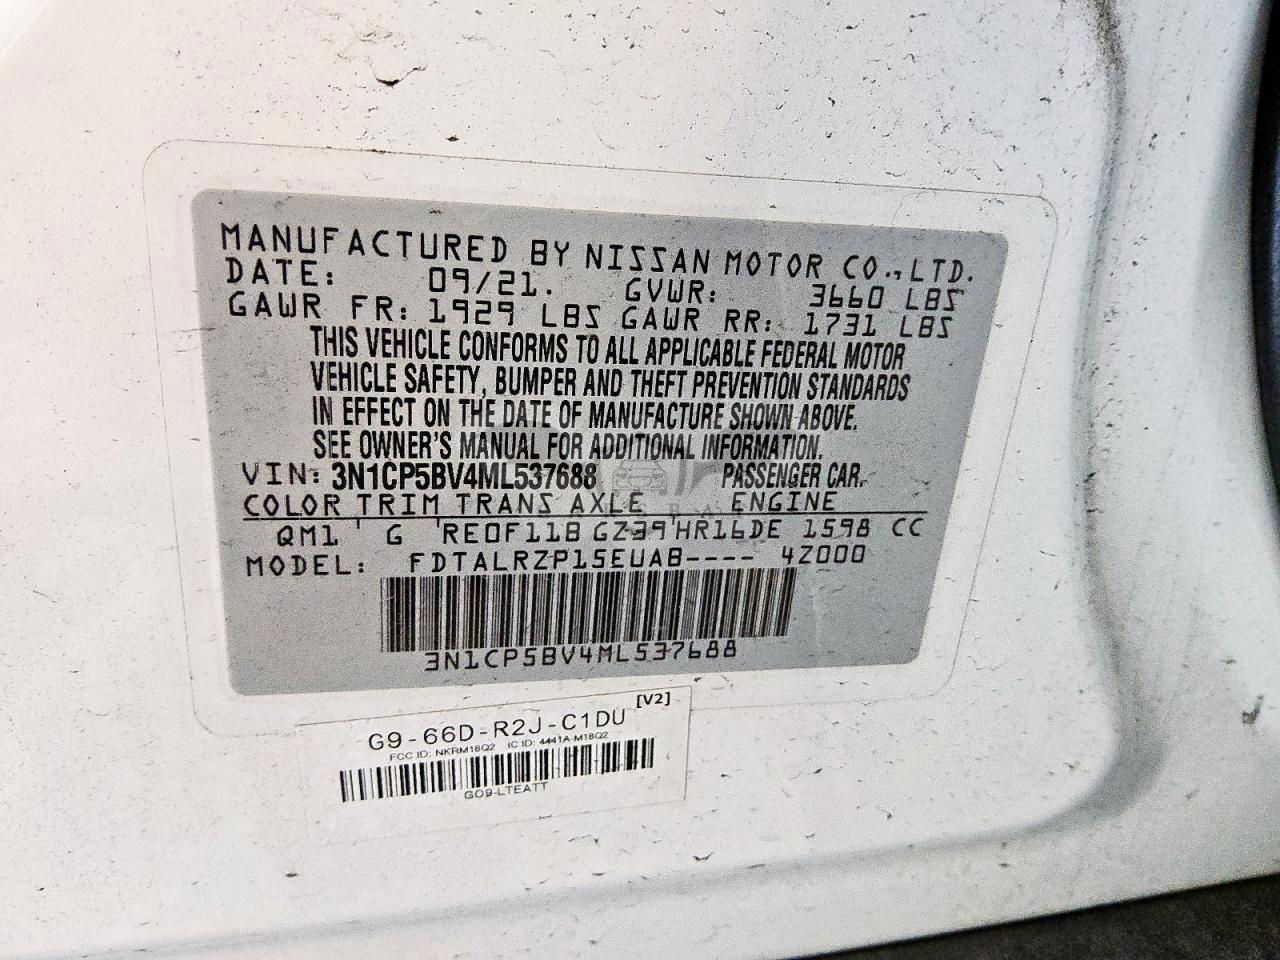 MANUFACTURED BY NISSAN MOTOR CO., LTD.
DATE: 09/21. GVWR: 3660 LBS
GAWR FR: 1929 LBS GAWR RR: 1731 LBS
THIS VEHICLE CONFORMS TO ALL APPLICABLE FEDERAL MOTOR
VEHICLE SAFETY, BUMPER AND THEFT PREVENTION STANDARDS
IN EFFECT ON THE DATE OF MANUFACTURE SHOWN ABOVE.
SEE OWNER'S MANUAL FOR ADDITIONAL INFORMATION.
VIN: 3N1CP5BV4ML537688 PASSENGER CAR.
COLOR TRIM TRANS AXLE ENGINE
QM1 ' G ' RE0F11B GZ39 ' HR16DE 1598 CC
MODEL: FDTALRZP15EUAB---- 4Z000
3N1CP5BV4ML537688
[V2]
G9-66D-R2J-C1DU
FCC ID: NKRM18Q2 IC ID: 4441A-M18Q2
GO9-LTEATT